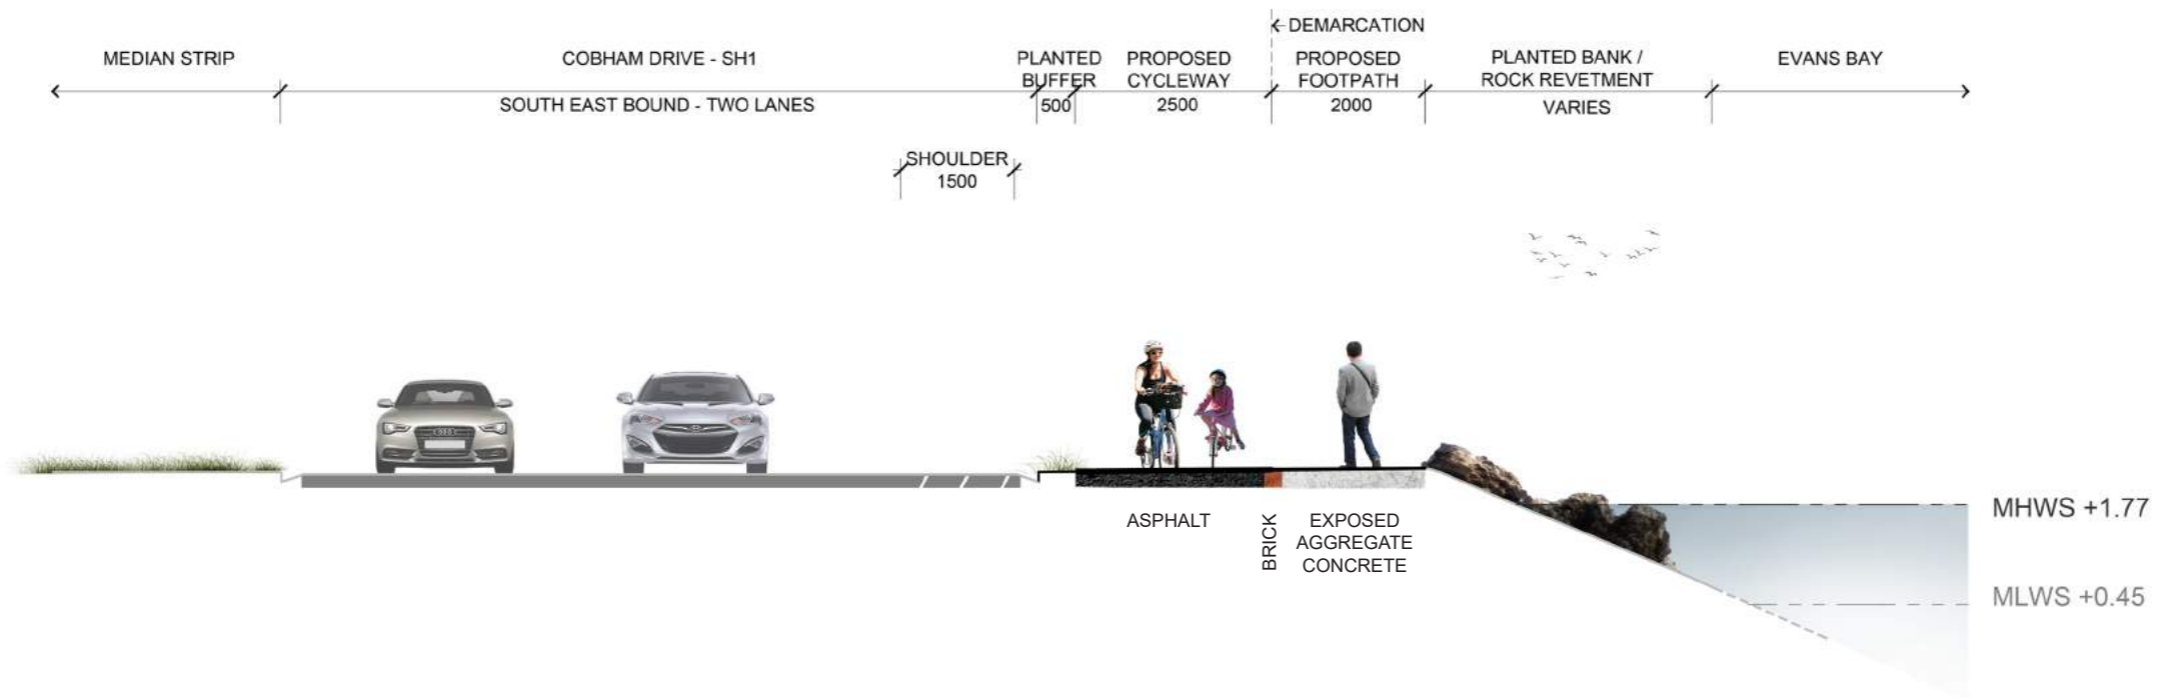 DEMARCATION
MEDIAN STRIP
COBHAM DRIVE - SH1
SOUTH EAST BOUND - TWO LANES
PLANTED
BUFFER
500
PROPOSED
CYCLEWAY
2500
PROPOSED
FOOTPATH
2000
PLANTED BANK /
ROCK REVETMENT
VARIES
EVANS BAY
SHOULDER
1500
ASPHALT
BRICK
EXPOSED
AGGREGATE
CONCRETE
MHWS +1.77
MLWS +0.45